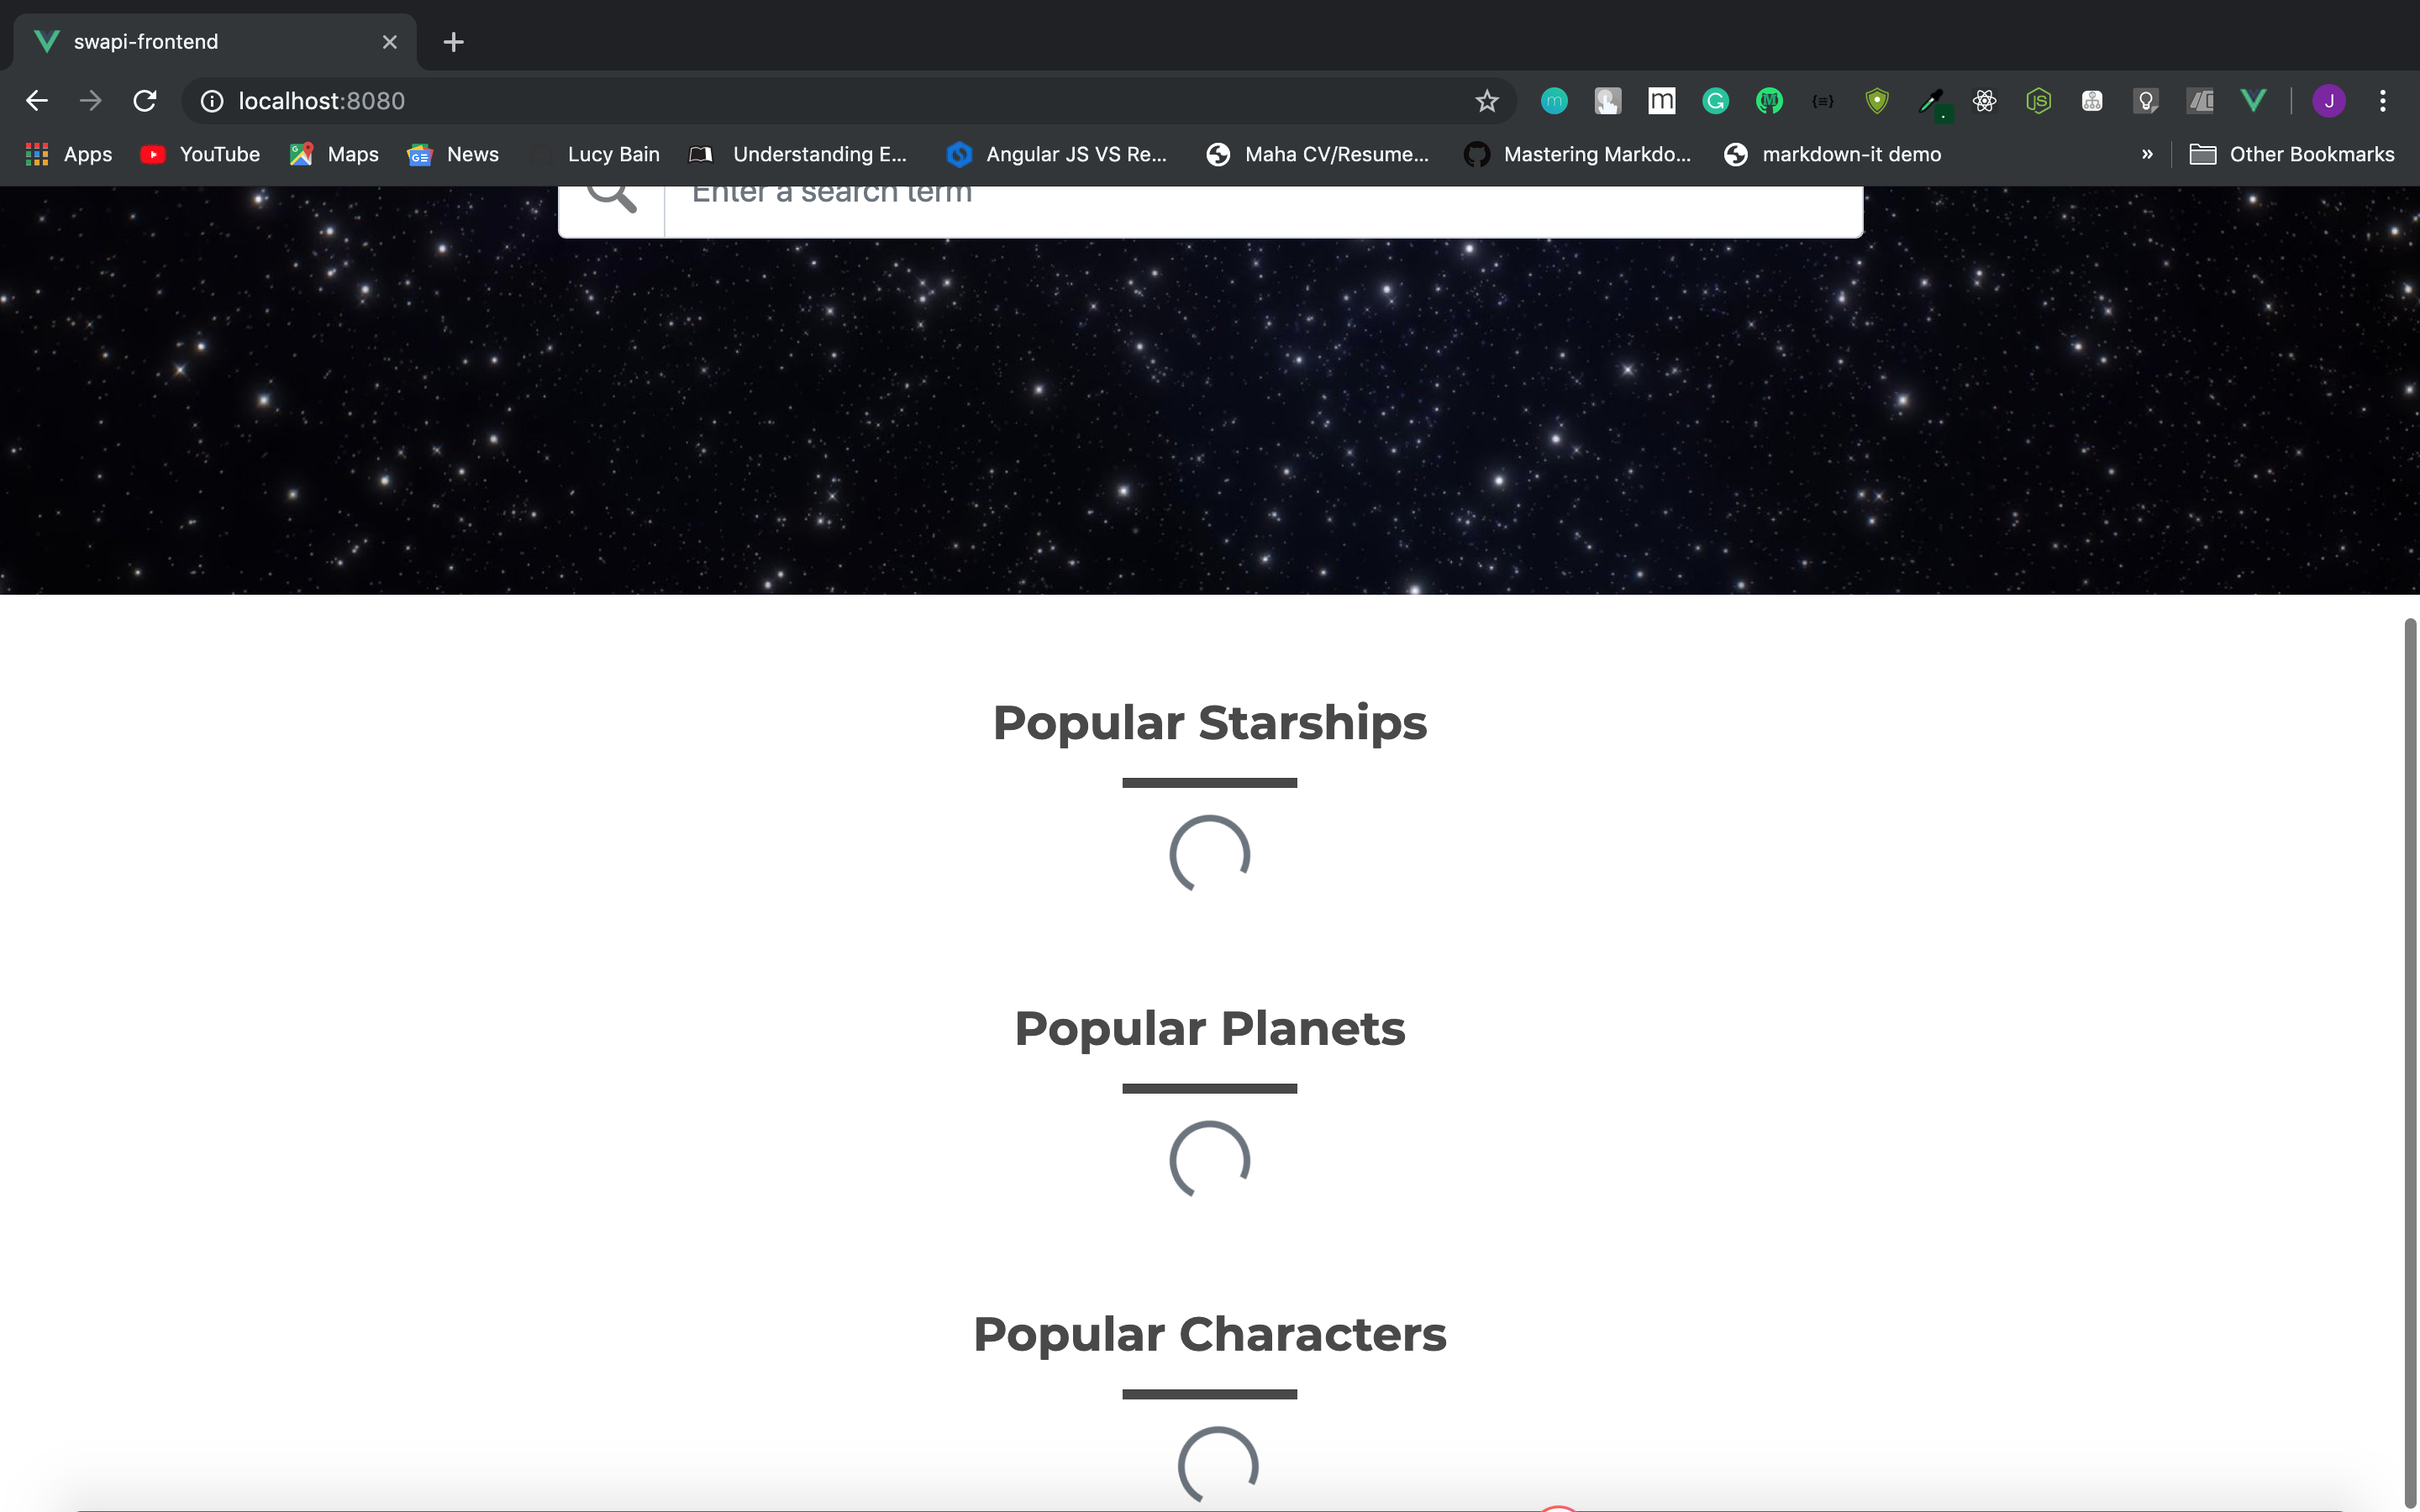 swapi-frontend
localhost:8080
J
Apps YouTube Maps News Lucy Bain Understanding E... Angular JS VS Re... Maha CV/Resume... Mastering Markdo... markdown-it demo » Other Bookmarks
Enter a search term
Popular Starships
Popular Planets
Popular Characters